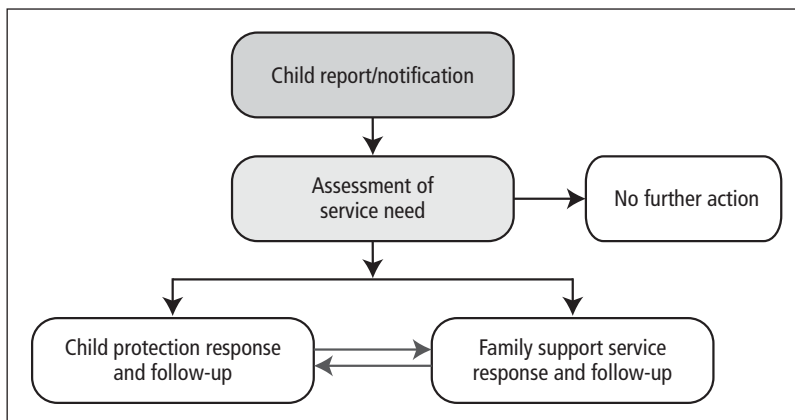 Child report/notification
Assessment of
service need
No further action
Child protection response
and follow-up
Family support service
response and follow-up